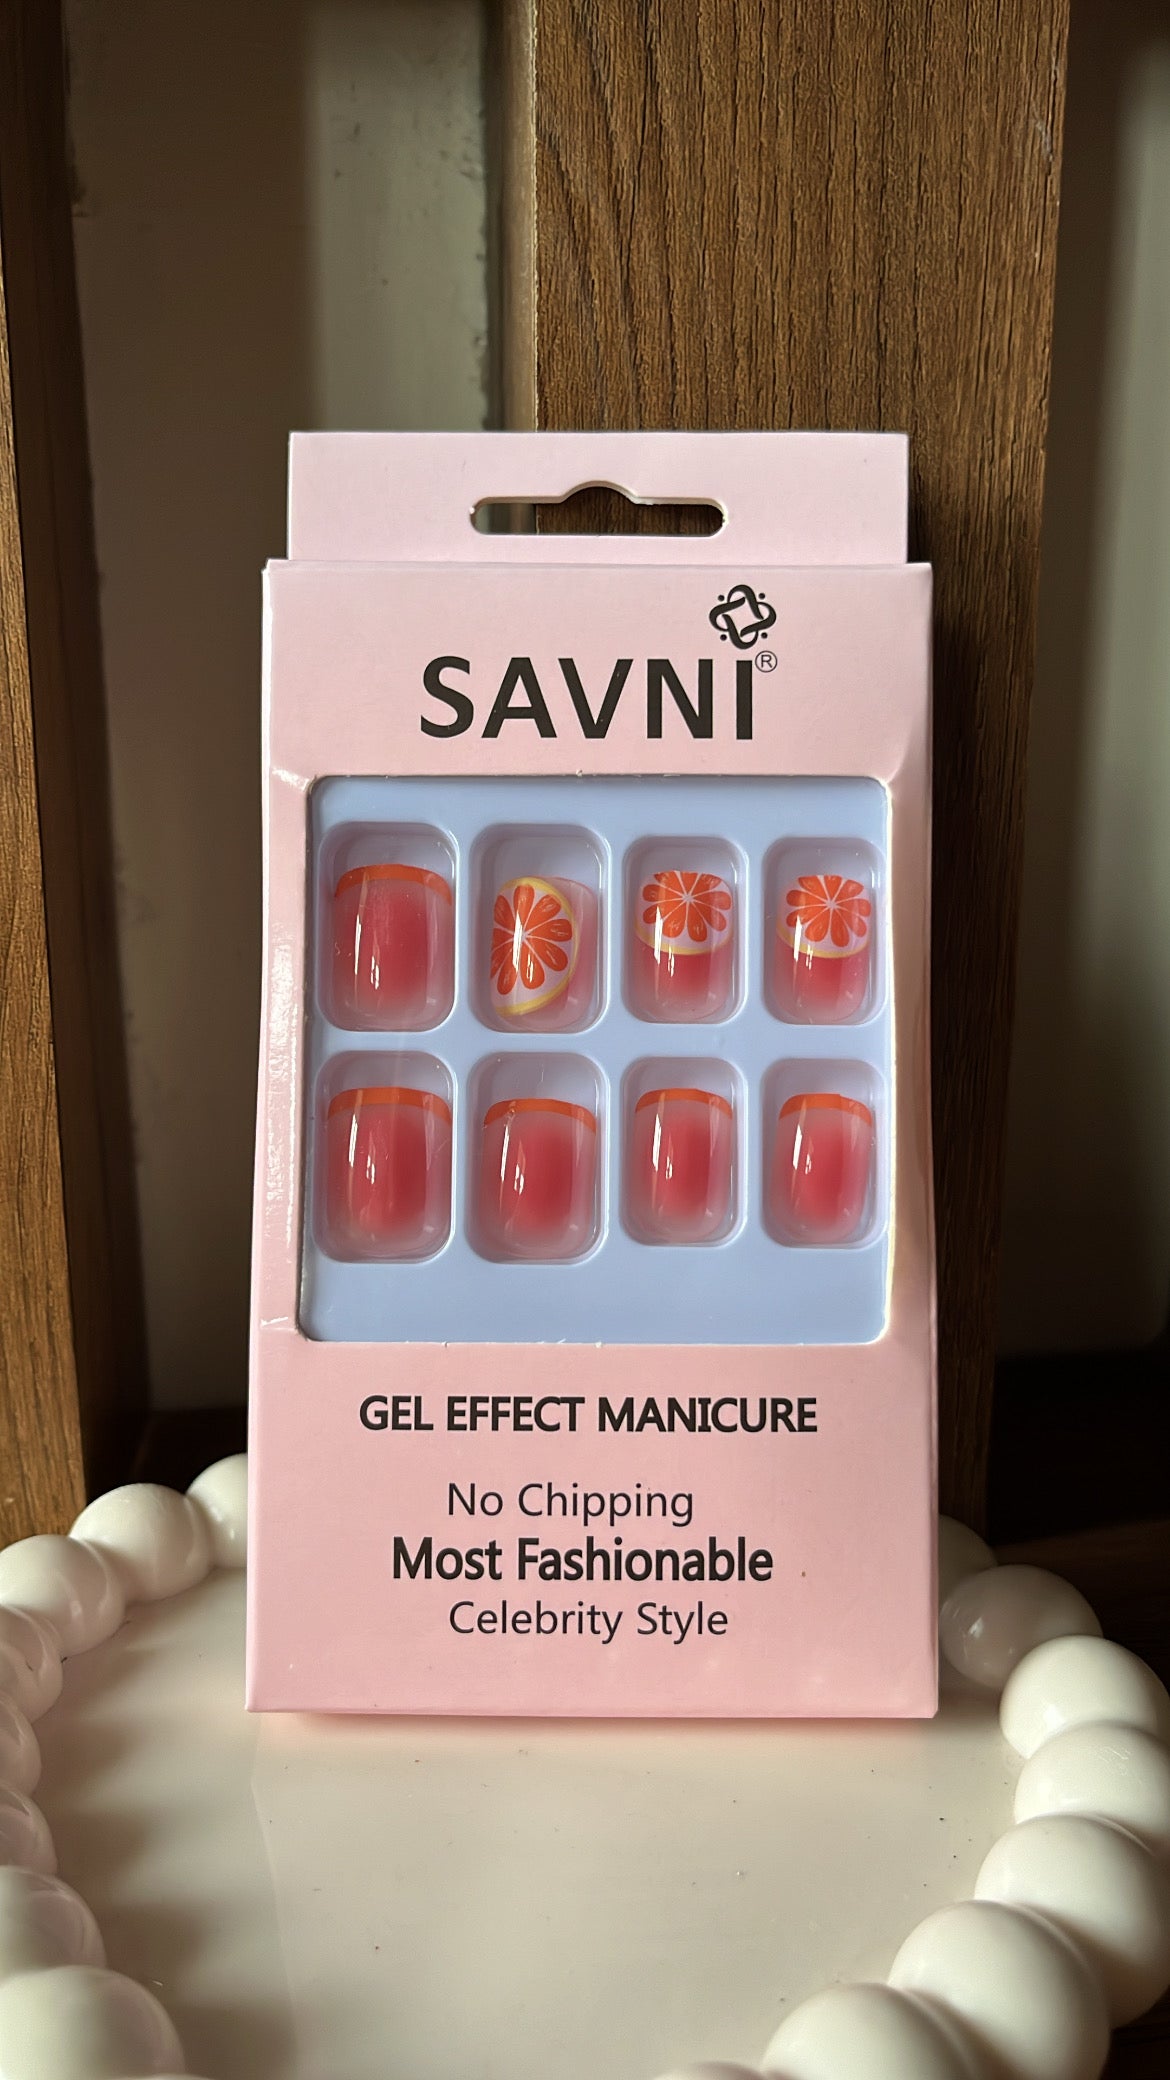 SAVNI®
GEL EFFECT MANICURE
No Chipping
Most Fashionable
Celebrity Style